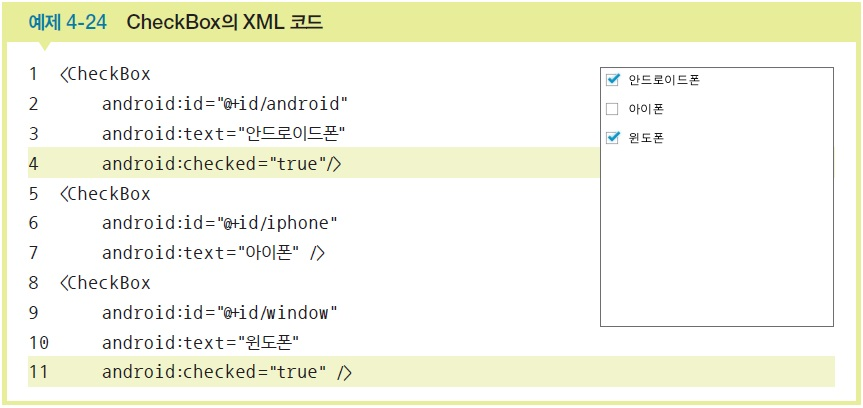 예제 4-24 CheckBox의 XML 코드
1 <CheckBox
2 android:id="@+id/android"
3 android:text="안드로이드폰"
4 android:checked="true"/>
5 <CheckBox
6 android:id="@+id/iphone"
7 android:text="아이폰" />
8 <CheckBox
9 android:id="@+id/window"
10 android:text="윈도폰"
11 android:checked="true" />
안드로이드폰
아이폰
윈도폰